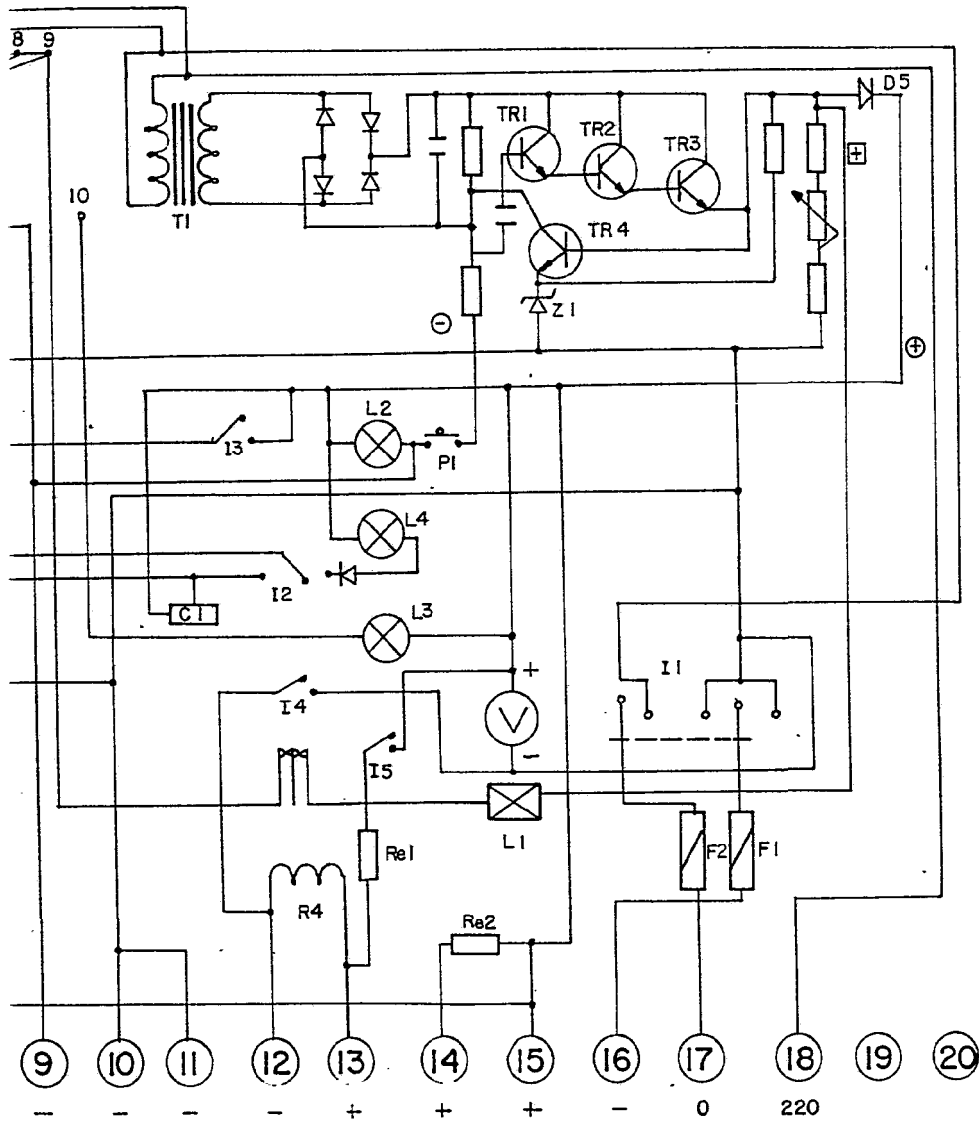 8 9
D5
TR1
TR2
TR3
+
10
T1
TR4
Z1
−
+
L2
I3
P1
L4
I2
C1
L3
I1
+
I4
V
−
I5
L1
Re1
F2 F1
R4
Re2
9 10 11 12 13 14 15 16 17 18 19 20
− − − − + + + − 0 220